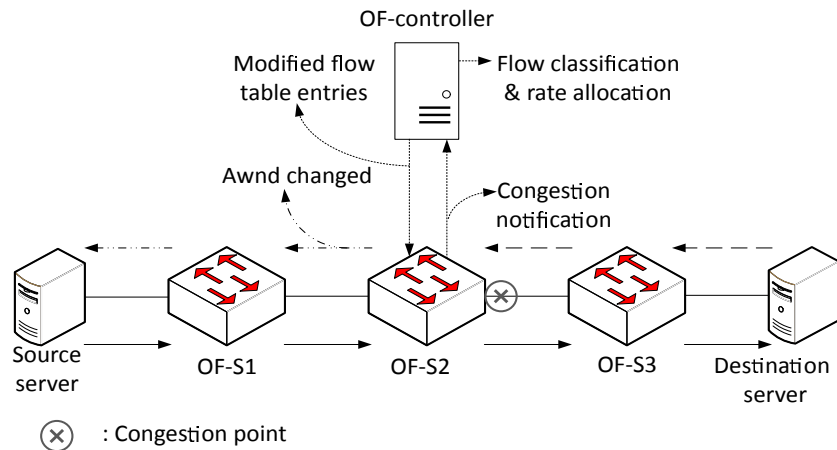 OF-controller
Modified flow
table entries
Flow classification
& rate allocation
Awnd changed
Congestion
notification
Source
server
OF-S1
OF-S2
OF-S3
Destination
server
: Congestion point